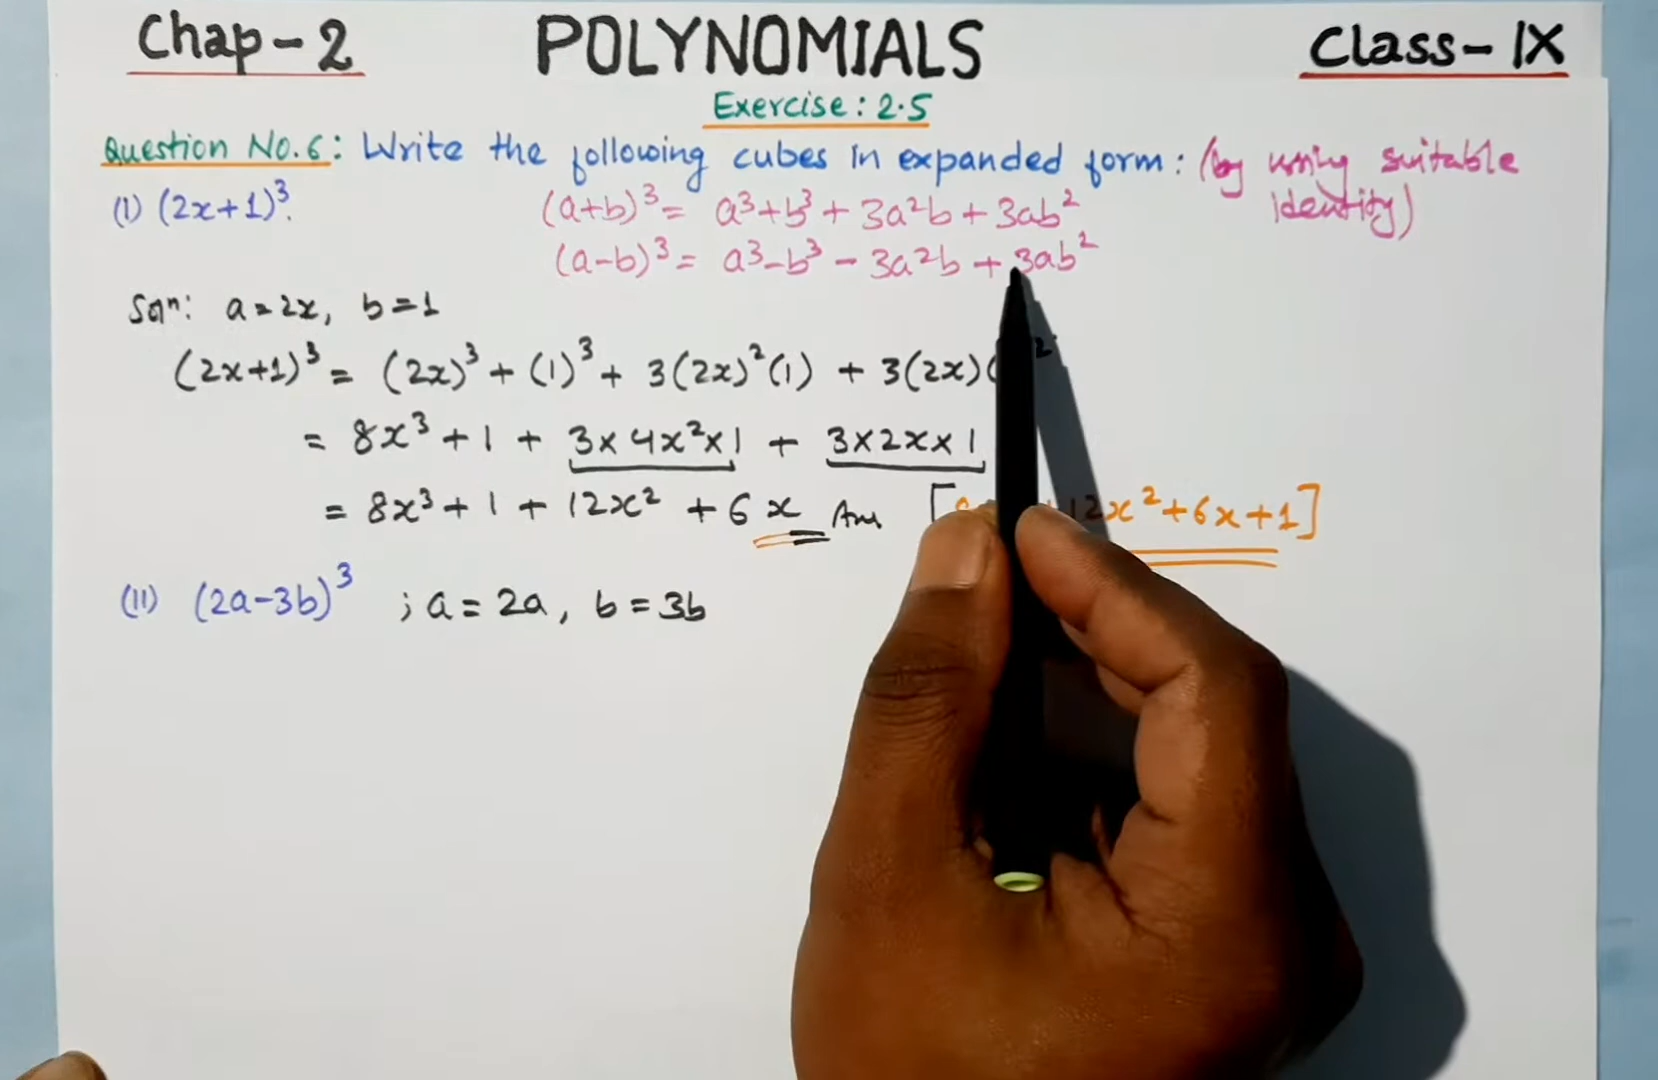 Chap-2 POLYNOMIALS Class-IX
Exercise: 2.5
Question No.6: Write the following cubes in expanded form: (by using suitable
identity)
(I) (2x+1)³. (a+b)³ = a³+b³+3a²b+3ab²
(a-b)³ = a³-b³-3a²b+3ab²
Solⁿ: a=2x, b=1
(2x+1)³ = (2x)³+(1)³+ 3(2x)²(1) + 3(2x)( ²
= 8x³+1+ 3×4x²×1 + 3×2x×1
= 8x³+1+12x²+6x Ans [ 12x²+6x+1]
(II) (2a-3b)³ ; a=2a, b=3b